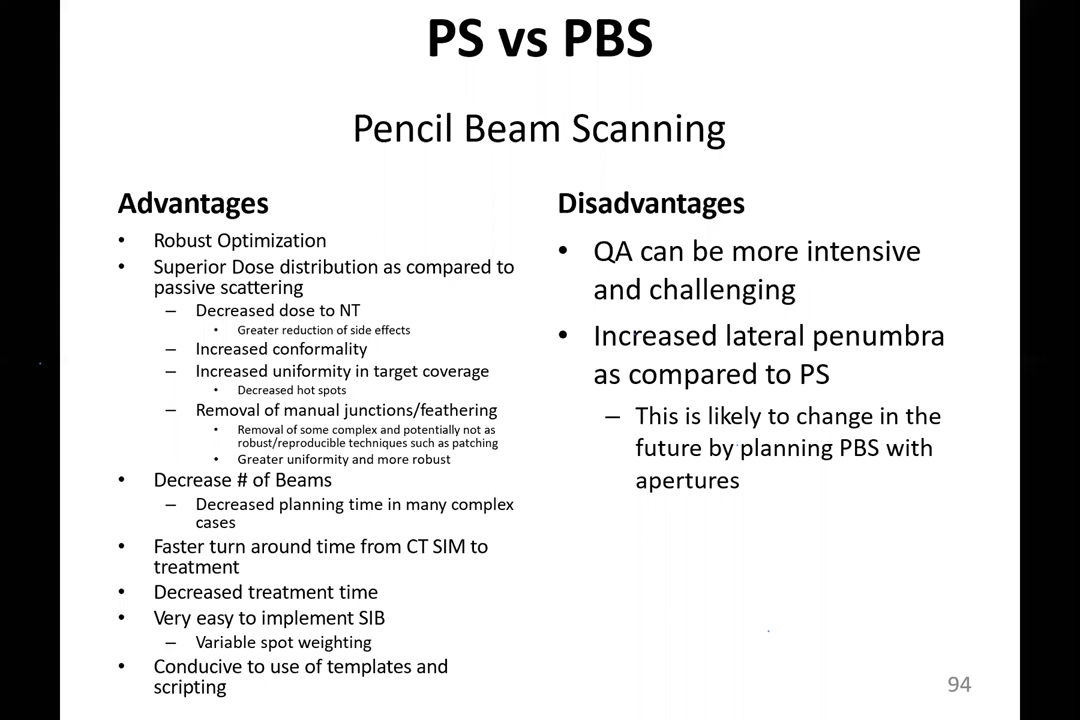 PS vs PBS
Pencil Beam Scanning
Advantages
• Robust Optimization
• Superior Dose distribution as compared to
passive scattering
– Decreased dose to NT
• Greater reduction of side effects
– Increased conformality
– Increased uniformity in target coverage
• Decreased hot spots
– Removal of manual junctions/feathering
• Removal of some complex and potentially not as
robust/reproducible techniques such as patching
• Greater uniformity and more robust
• Decrease # of Beams
– Decreased planning time in many complex
cases
• Faster turn around time from CT SIM to
treatment
• Decreased treatment time
• Very easy to implement SIB
– Variable spot weighting
• Conducive to use of templates and
scripting
Disadvantages
• QA can be more intensive
and challenging
• Increased lateral penumbra
as compared to PS
– This is likely to change in the
future by planning PBS with
apertures
94